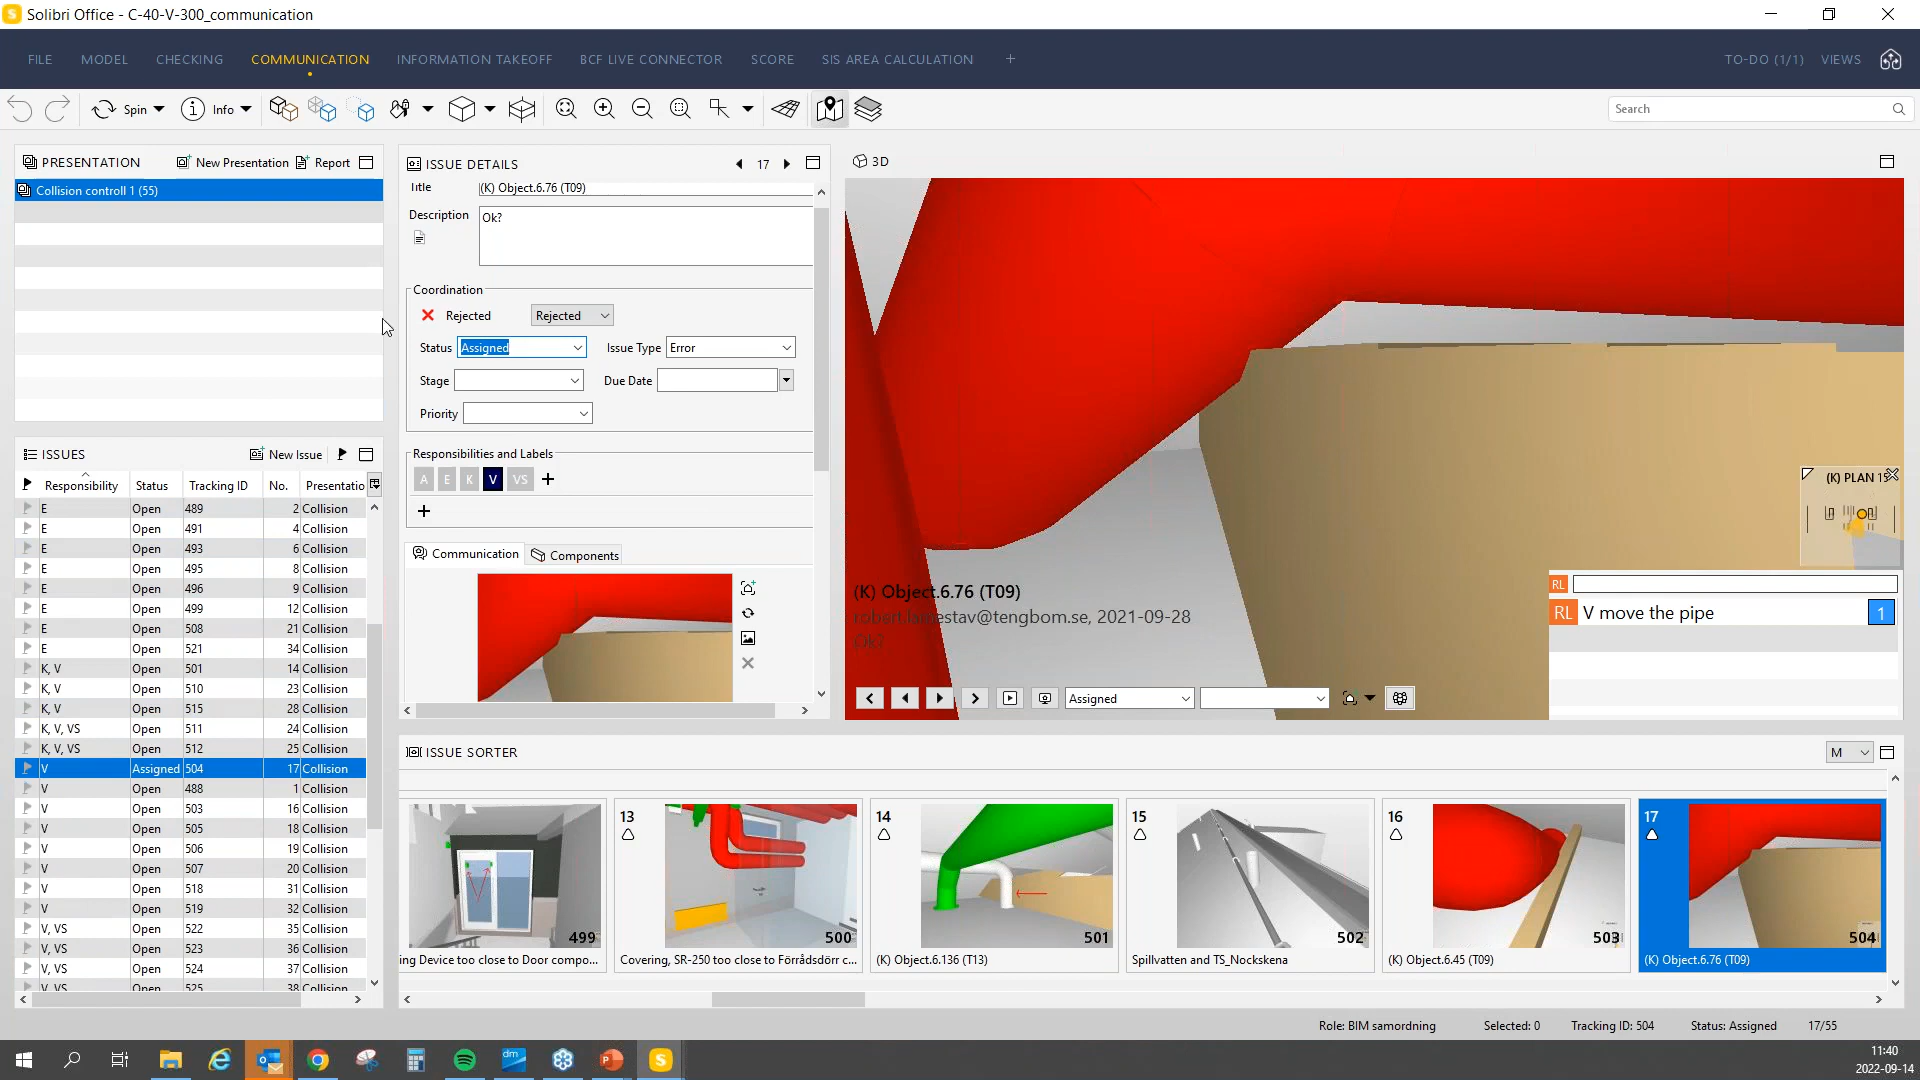 Solibri Office - C-40-V-300_communication
FILE MODEL CHECKING COMMUNICATION INFORMATION TAKEOFF BCF LIVE CONNECTOR SCORE SIS AREA CALCULATION + TO-DO (1/1) VIEWS
Spin Info Search
PRESENTATION New Presentation Report
Collision controll 1 (55)
ISSUES New Issue
Responsibility Status Tracking ID No. Presentatio
E Open 489 2 Collision
E Open 491 4 Collision
E Open 493 6 Collision
E Open 495 8 Collision
E Open 496 9 Collision
E Open 499 12 Collision
E Open 508 21 Collision
E Open 521 34 Collision
K, V Open 501 14 Collision
K, V Open 510 23 Collision
K, V Open 515 28 Collision
K, V, VS Open 511 24 Collision
K, V, VS Open 512 25 Collision
V Assigned 504 17 Collision
V Open 488 1 Collision
V Open 503 16 Collision
V Open 505 18 Collision
V Open 506 19 Collision
V Open 507 20 Collision
V Open 518 31 Collision
V Open 519 32 Collision
V, VS Open 522 35 Collision
V, VS Open 523 36 Collision
V, VS Open 524 37 Collision
V, VS Open 525 38 Collision
ISSUE DETAILS 17
Title (K) Object.6.76 (T09)
Description Ok?
Coordination
Rejected Rejected
Status Assigned Issue Type Error
Stage Due Date
Priority
Responsibilities and Labels
A E K V VS +
+
Communication Components
3D
(K) PLAN 1
(K) Object.6.76 (T09)
2021-09-28
Ok?
RL
RL V move the pipe 1
Assigned
ISSUE SORTER M
499
ing Device too close to Door compo...
13
500
Covering, SR-250 too close to Förrådsdörr c...
14
501
(K) Object.6.136 (T13)
15
502
Spillvatten and TS_Nockskena
16
503
(K) Object.6.45 (T09)
17
504
(K) Object.6.76 (T09)
Role: BIM samordning Selected: 0 Tracking ID: 504 Status: Assigned 17/55
11:40
2022-09-14